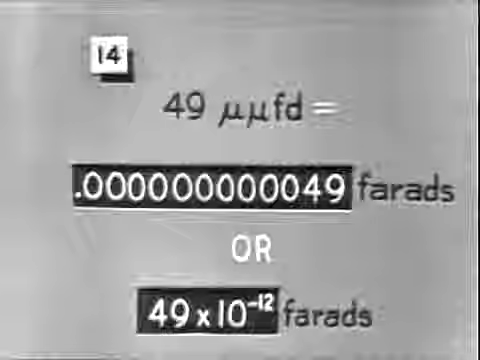 14
49 μμfd =
.000000000049 farads
OR
49 x 10⁻¹² farads